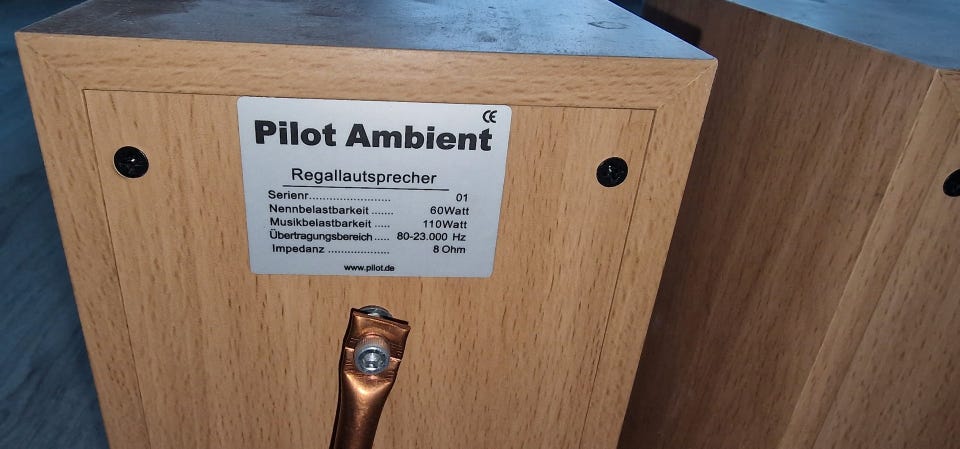 CE
Pilot Ambient
Regallautsprecher
Serienr.......................... 01
Nennbelastbarkeit ....... 60Watt
Musikbelastbarkeit ..... 110Watt
Übertragungsbereich ..... 80-23.000 Hz
Impedanz ................... 8 Ohm
www.pilot.de